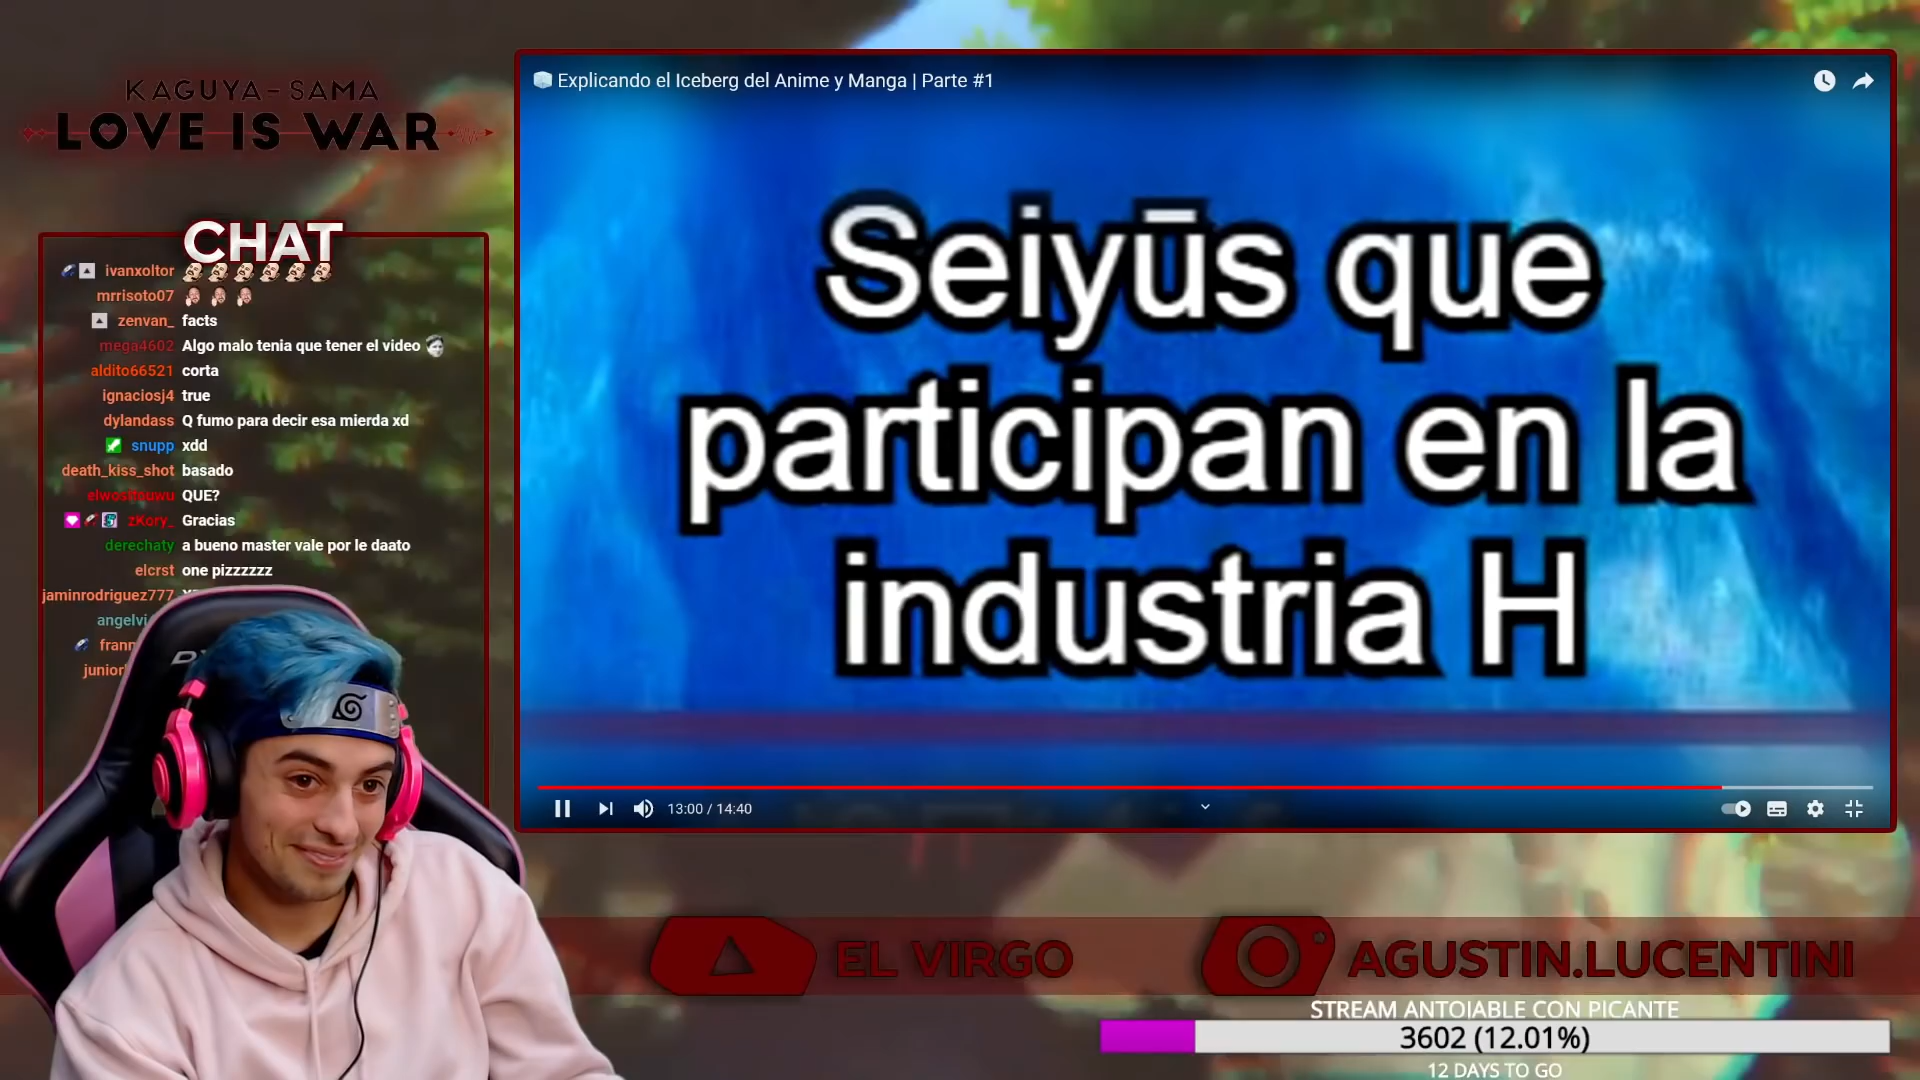 KAGUYA-SAMA
LOVE IS WAR
CHAT
ivanxoltor
mrrisoto07
zenvan_ facts
mega4602 Algo malo tenia que tener el video
aldito66521 corta
ignaciosj4 true
dylandass Q fumo para decir esa mierda xd
snupp xdd
death_kiss_shot basado
QUE?
zKory_ Gracias
derechaty a bueno master vale por le daato
elcrst one pizzzzzz
jaminrodriguez777
angelvi
frann
junior
Explicando el Iceberg del Anime y Manga | Parte #1
Seiyūs que
participan en la
industria H
13:00 / 14:40
EL VIRGO
AGUSTIN.LUCENTINI
STREAM ANTOJABLE CON PICANTE
3602 (12.01%)
12 DAYS TO GO